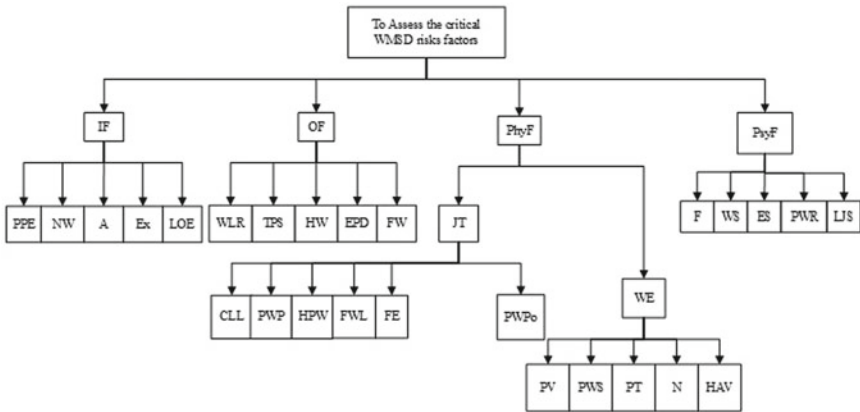 To Assess the critical
WMSD risks factors
IF
OF
PhyF
PsyF
PPE NW A Ex LOE
WLR TPS HW EPD FW
JT
F WS ES PWR LJS
CLL PWP HPW FWL FE
PWPo
WE
PV PWS PT N HAV